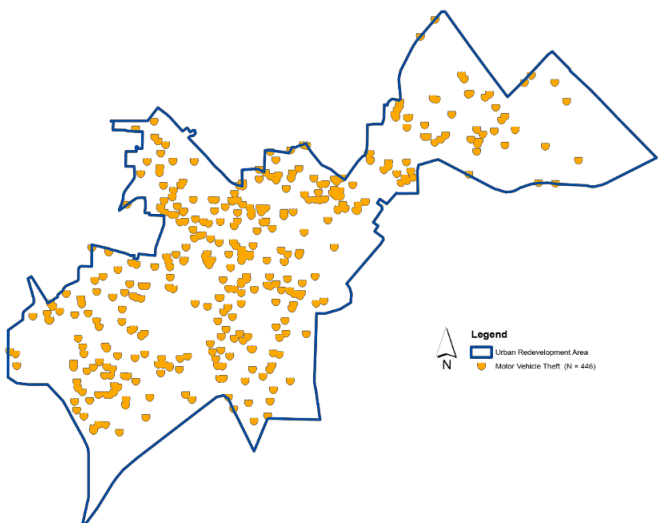 Legend
Urban Redevelopment Area
Motor Vehicle Theft (N = 446)
N